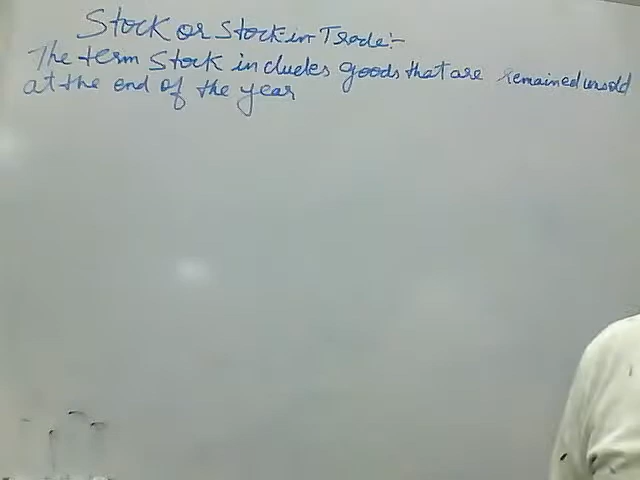 Stock or Stock in Trade:-
The term Stock includes goods that are remained unsold
at the end of the year